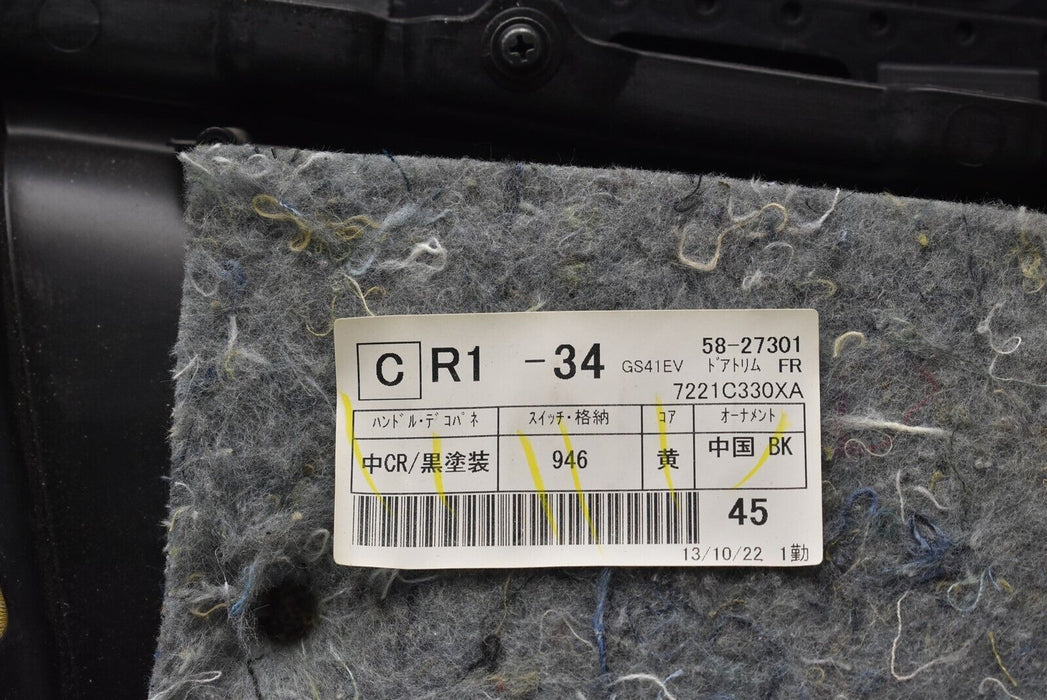 C R1 -34 GS41EV 58-27301
ﾄﾞｱﾄﾘﾑ FR
7221C330XA
ﾊﾝﾄﾞﾙ・ﾃﾞｺﾊﾟﾈ ｽｲｯﾁ・格納 ｺｱ ｵｰﾅﾒﾝﾄ
中CR/黒塗装 946 黄 中国 BK
45
13/10/22 1勤